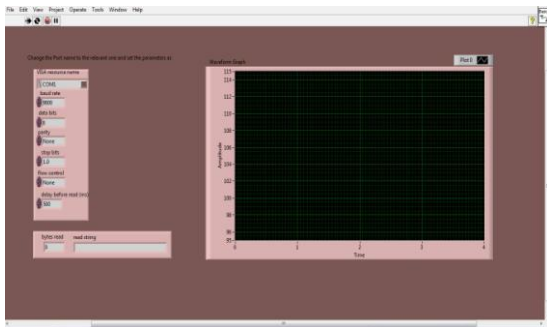 File Edit View Project Operate Tools Window Help
Change the Port name to the relevant one and set the parameters as
VISA resource name
COM1
baud rate
9600
data bits
8
parity
None
stop bits
1.0
flow control
None
delay before read (ms)
500
bytes read
0
read string
Waveform Graph
Plot 0
Amplitude
115-
114-
112-
110-
108-
106-
104-
102-
100-
98-
96-
95-
0 1 2 3 4
Time